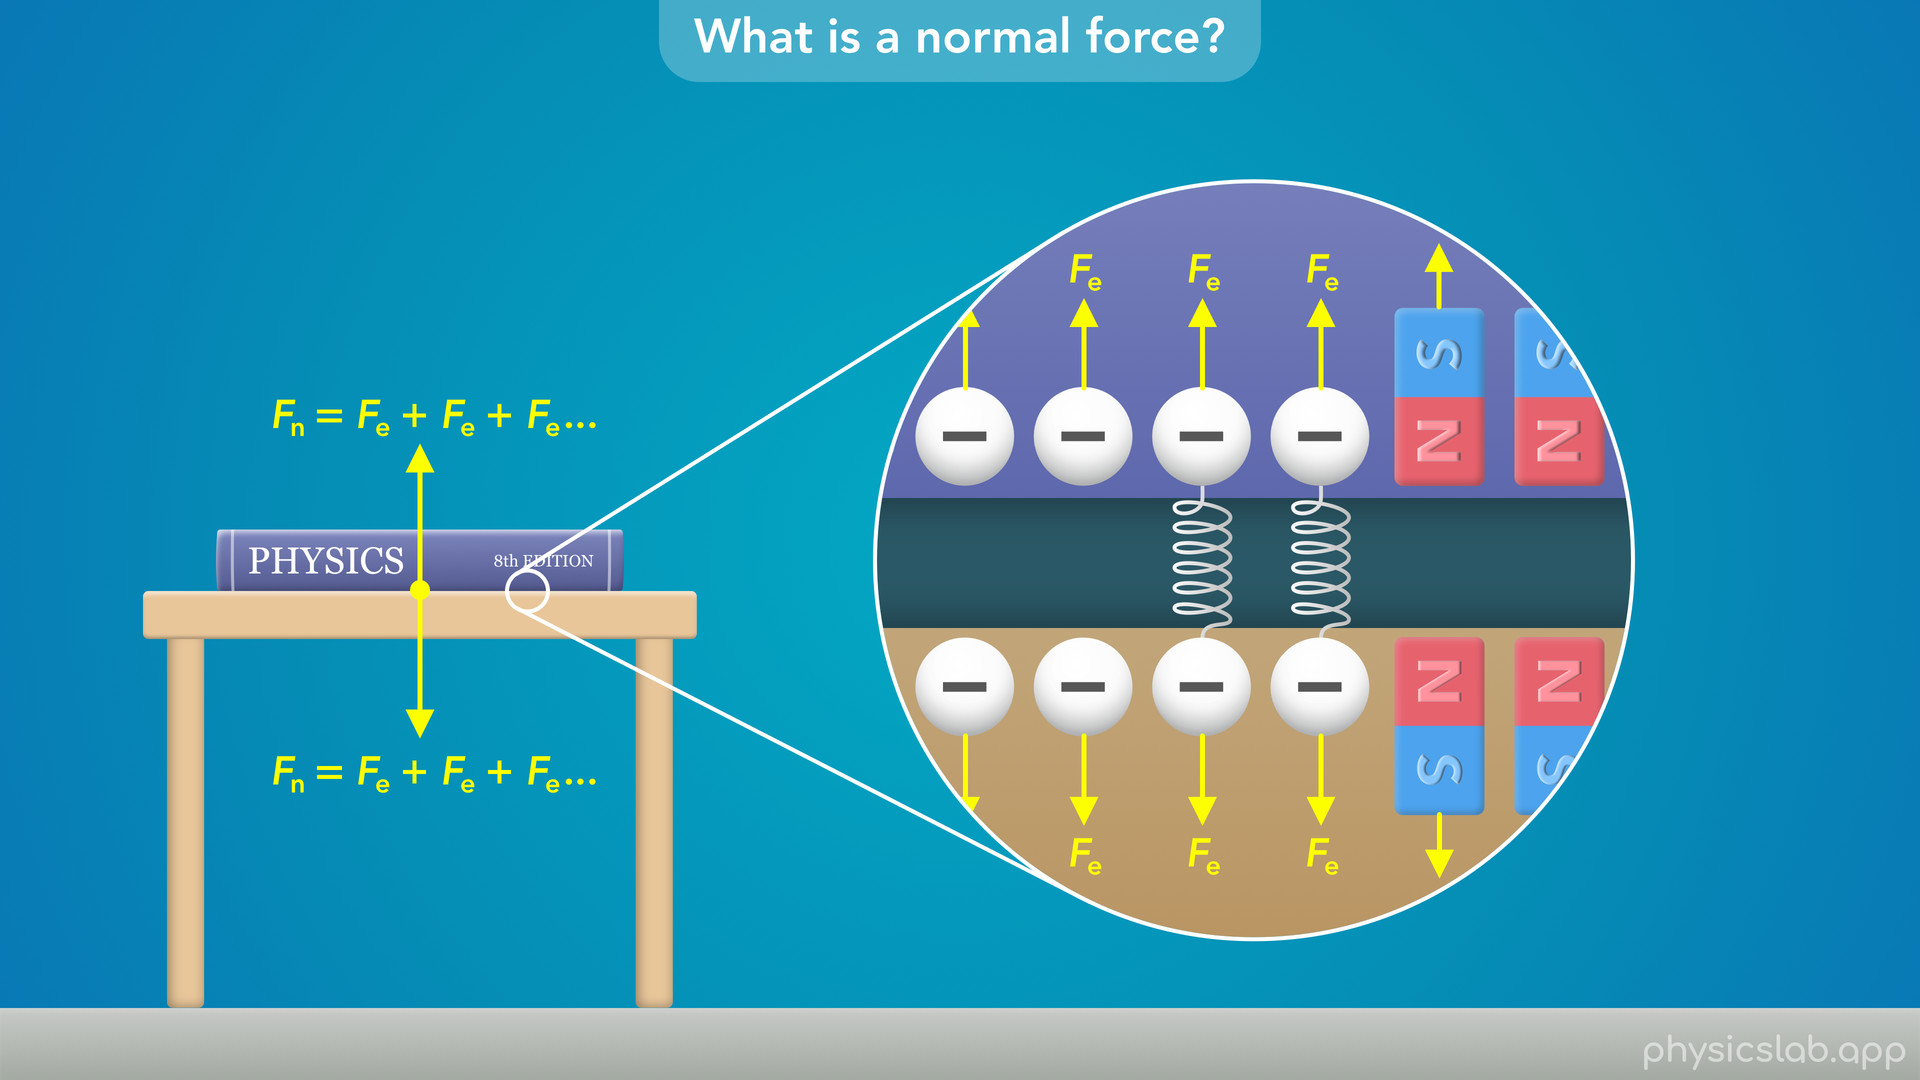 What is a normal force?
Fn = Fe + Fe + Fe...
PHYSICS
8th EDITION
Fn = Fe + Fe + Fe...
Fe Fe Fe
S S
N N
− − − −
− − − −
N N
S S
Fe Fe Fe
physicslab.app